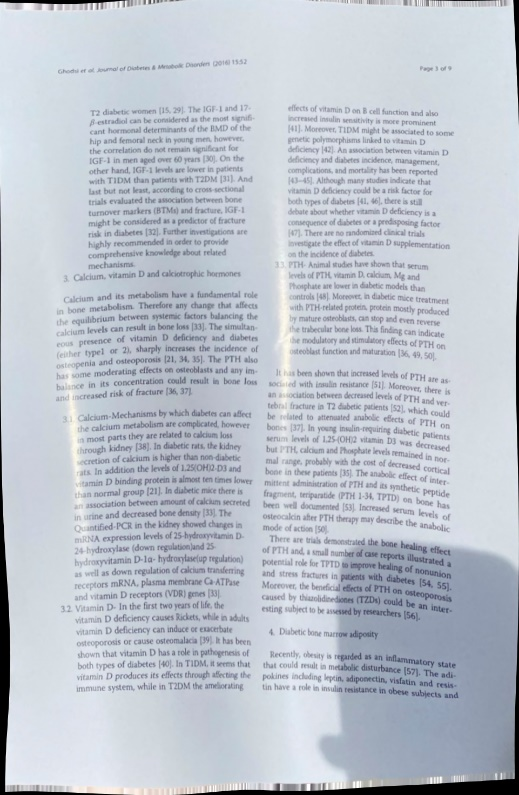 Ghodsi et al. Journal of Diabetes & Metabolic Disorders (2016) 15:52
Page 3 of 9
T2 diabetic women [15, 29]. The IGF-1 and 17-
β-estradiol can be considered as the most signifi-
cant hormonal determinants of the BMD of the
hip and femoral neck in young men, however,
the correlation do not remain significant for
IGF-1 in men aged over 60 years [30]. On the
other hand, IGF-1 levels are lower in patients
with T1DM than patients with T2DM [31]. And
last but not least, according to cross-sectional
trials evaluated the association between bone
turnover markers (BTMs) and fracture, IGF-1
might be considered as a predictor of fracture
risk in diabetes [32]. Further investigations are
highly recommended in order to provide
comprehensive knowledge about related
mechanisms.
3. Calcium, vitamin D and calciotrophic hormones
Calcium and its metabolism have a fundamental role
in bone metabolism. Therefore any change that affects
the equilibrium between systemic factors balancing the
calcium levels can result in bone loss [33]. The simultan-
eous presence of vitamin D deficiency and diabetes
(either type1 or 2), sharply increases the incidence of
osteopenia and osteoporosis [21, 34, 35]. The PTH also
has some moderating effects on osteoblasts and any im-
balance in its concentration could result in bone loss
and increased risk of fracture [36, 37].
3.1. Calcium-Mechanisms by which diabetes can affect
the calcium metabolism are complicated, however
in most parts they are related to calcium loss
through kidney [38]. In diabetic rats, the kidney
secretion of calcium is higher than non-diabetic
rats. In addition the levels of 1,25(OH)2-D3 and
vitamin D binding protein is almost ten times lower
than normal group [21]. In diabetic mice there is
an association between amount of calcium secreted
in urine and decreased bone density [33]. The
Quantified-PCR in the kidney showed changes in
mRNA expression levels of 25-hydroxyvitamin D-
24-hydroxylase (down regulation)and 25-
hydroxyvitamin D-1α- hydroxylase(up regulation)
as well as down regulation of calcium transferring
receptors mRNA, plasma membrane Ca-ATPase
and vitamin D receptors (VDR) genes [33].
3.2. Vitamin D- In the first two years of life, the
vitamin D deficiency causes Rickets, while in adults
vitamin D deficiency can induce or exacerbate
osteoporosis or cause osteomalacia [39]. It has been
shown that vitamin D has a role in pathogenesis of
both types of diabetes [40]. In T1DM, it seems that
vitamin D produces its effects through affecting the
immune system, while in T2DM the ameliorating
effects of vitamin D on B cell function and also
increased insulin sensitivity is more prominent
[41]. Moreover, T1DM might be associated to some
genetic polymorphisms linked to vitamin D
deficiency [42]. An association between vitamin D
deficiency and diabetes incidence, management,
complications, and mortality has been reported
[43–45]. Although many studies indicate that
vitamin D deficiency could be a risk factor for
both types of diabetes [41, 46], there is still
debate about whether vitamin D deficiency is a
consequence of diabetes or a predisposing factor
[47]. There are no randomized clinical trials
investigate the effect of vitamin D supplementation
on the incidence of diabetes.
3.3. PTH- Animal studies have shown that serum
levels of PTH, vitamin D, calcium, Mg and
Phosphate are lower in diabetic models than
controls [48]. Moreover, in diabetic mice treatment
with PTH-related protein, protein mostly produced
by mature osteoblasts, can stop and even reverse
the trabecular bone loss. This finding can indicate
the modulatory and stimulatory effects of PTH on
osteoblast function and maturation [36, 49, 50].
It has been shown that increased levels of PTH are as-
sociated with insulin resistance [51]. Moreover, there is
an association between decreased levels of PTH and ver-
tebral fracture in T2 diabetic patients [52], which could
be related to attenuated anabolic effects of PTH on
bones [37]. In young insulin-requiring diabetic patients
serum levels of 1,25-(OH)2 vitamin D3 was decreased
but PTH, calcium and Phosphate levels remained in nor-
mal range, probably with the cost of decreased cortical
bone in these patients [35]. The anabolic effect of inter-
mittent administration of PTH and its synthetic peptide
fragment, teriparatide (PTH 1-34, TPTD) on bone has
been well documented [53]. Increased serum levels of
osteocalcin after PTH therapy may describe the anabolic
mode of action [50].
There are trials demonstrated the bone healing effect
of PTH and, a small number of case reports illustrated a
potential role for TPTD to improve healing of nonunion
and stress fractures in patients with diabetes [54, 55].
Moreover, the beneficial effects of PTH on osteoporosis
caused by thiazolidinediones (TZDs) could be an inter-
esting subject to be assessed by researchers [56].
4. Diabetic bone marrow adiposity
Recently, obesity is regarded as an inflammatory state
that could result in metabolic disturbance [57]. The adi-
pokines including leptin, adiponectin, visfatin and resis-
tin have a role in insulin resistance in obese subjects and